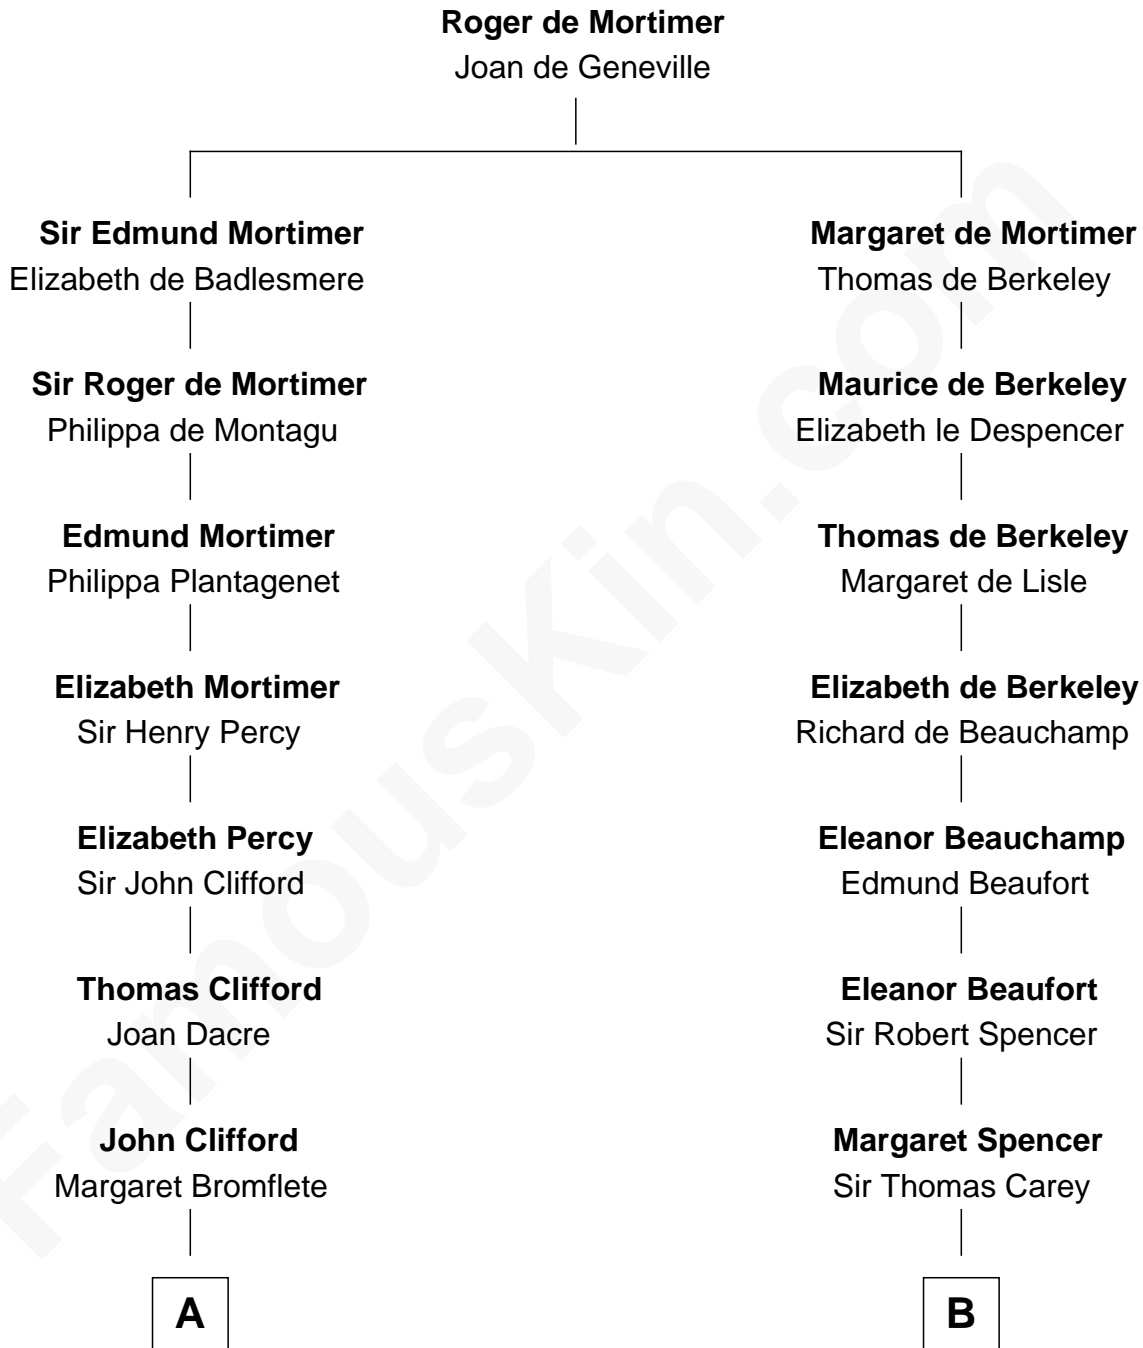 Roger de Mortimer
Joan de Geneville
Sir Edmund Mortimer
Elizabeth de Badlesmere
Margaret de Mortimer
Thomas de Berkeley
Sir Roger de Mortimer
Philippa de Montagu
Maurice de Berkeley
Elizabeth le Despencer
Edmund Mortimer
Philippa Plantagenet
Thomas de Berkeley
Margaret de Lisle
Elizabeth Mortimer
Sir Henry Percy
Elizabeth de Berkeley
Richard de Beauchamp
Elizabeth Percy
Sir John Clifford
Eleanor Beauchamp
Edmund Beaufort
Thomas Clifford
Joan Dacre
Eleanor Beaufort
Sir Robert Spencer
John Clifford
Margaret Bromflete
Margaret Spencer
Sir Thomas Carey
A
B
FamousKin.com